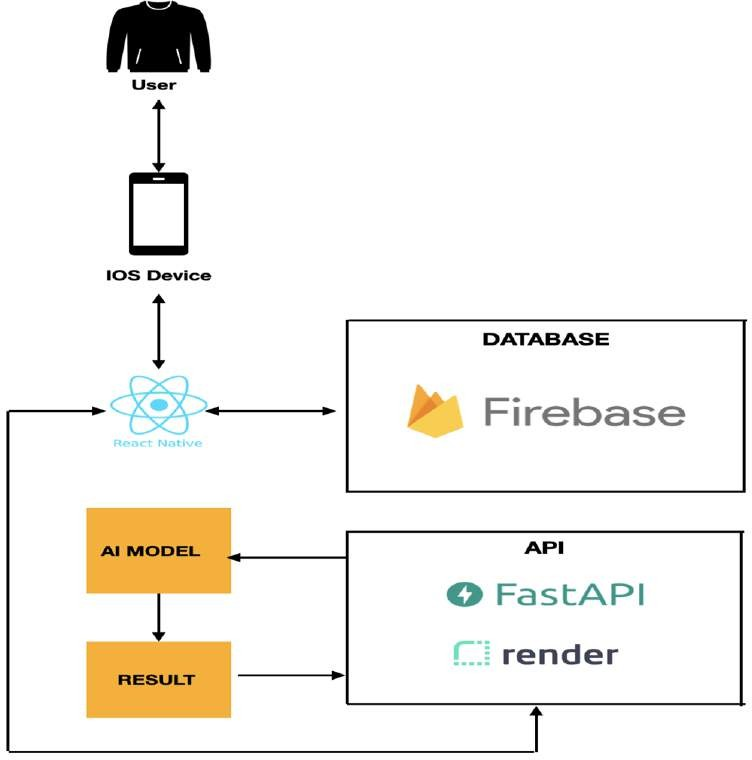 User
IOS Device
React Native
DATABASE
Firebase
AI MODEL
RESULT
API
FastAPI
render